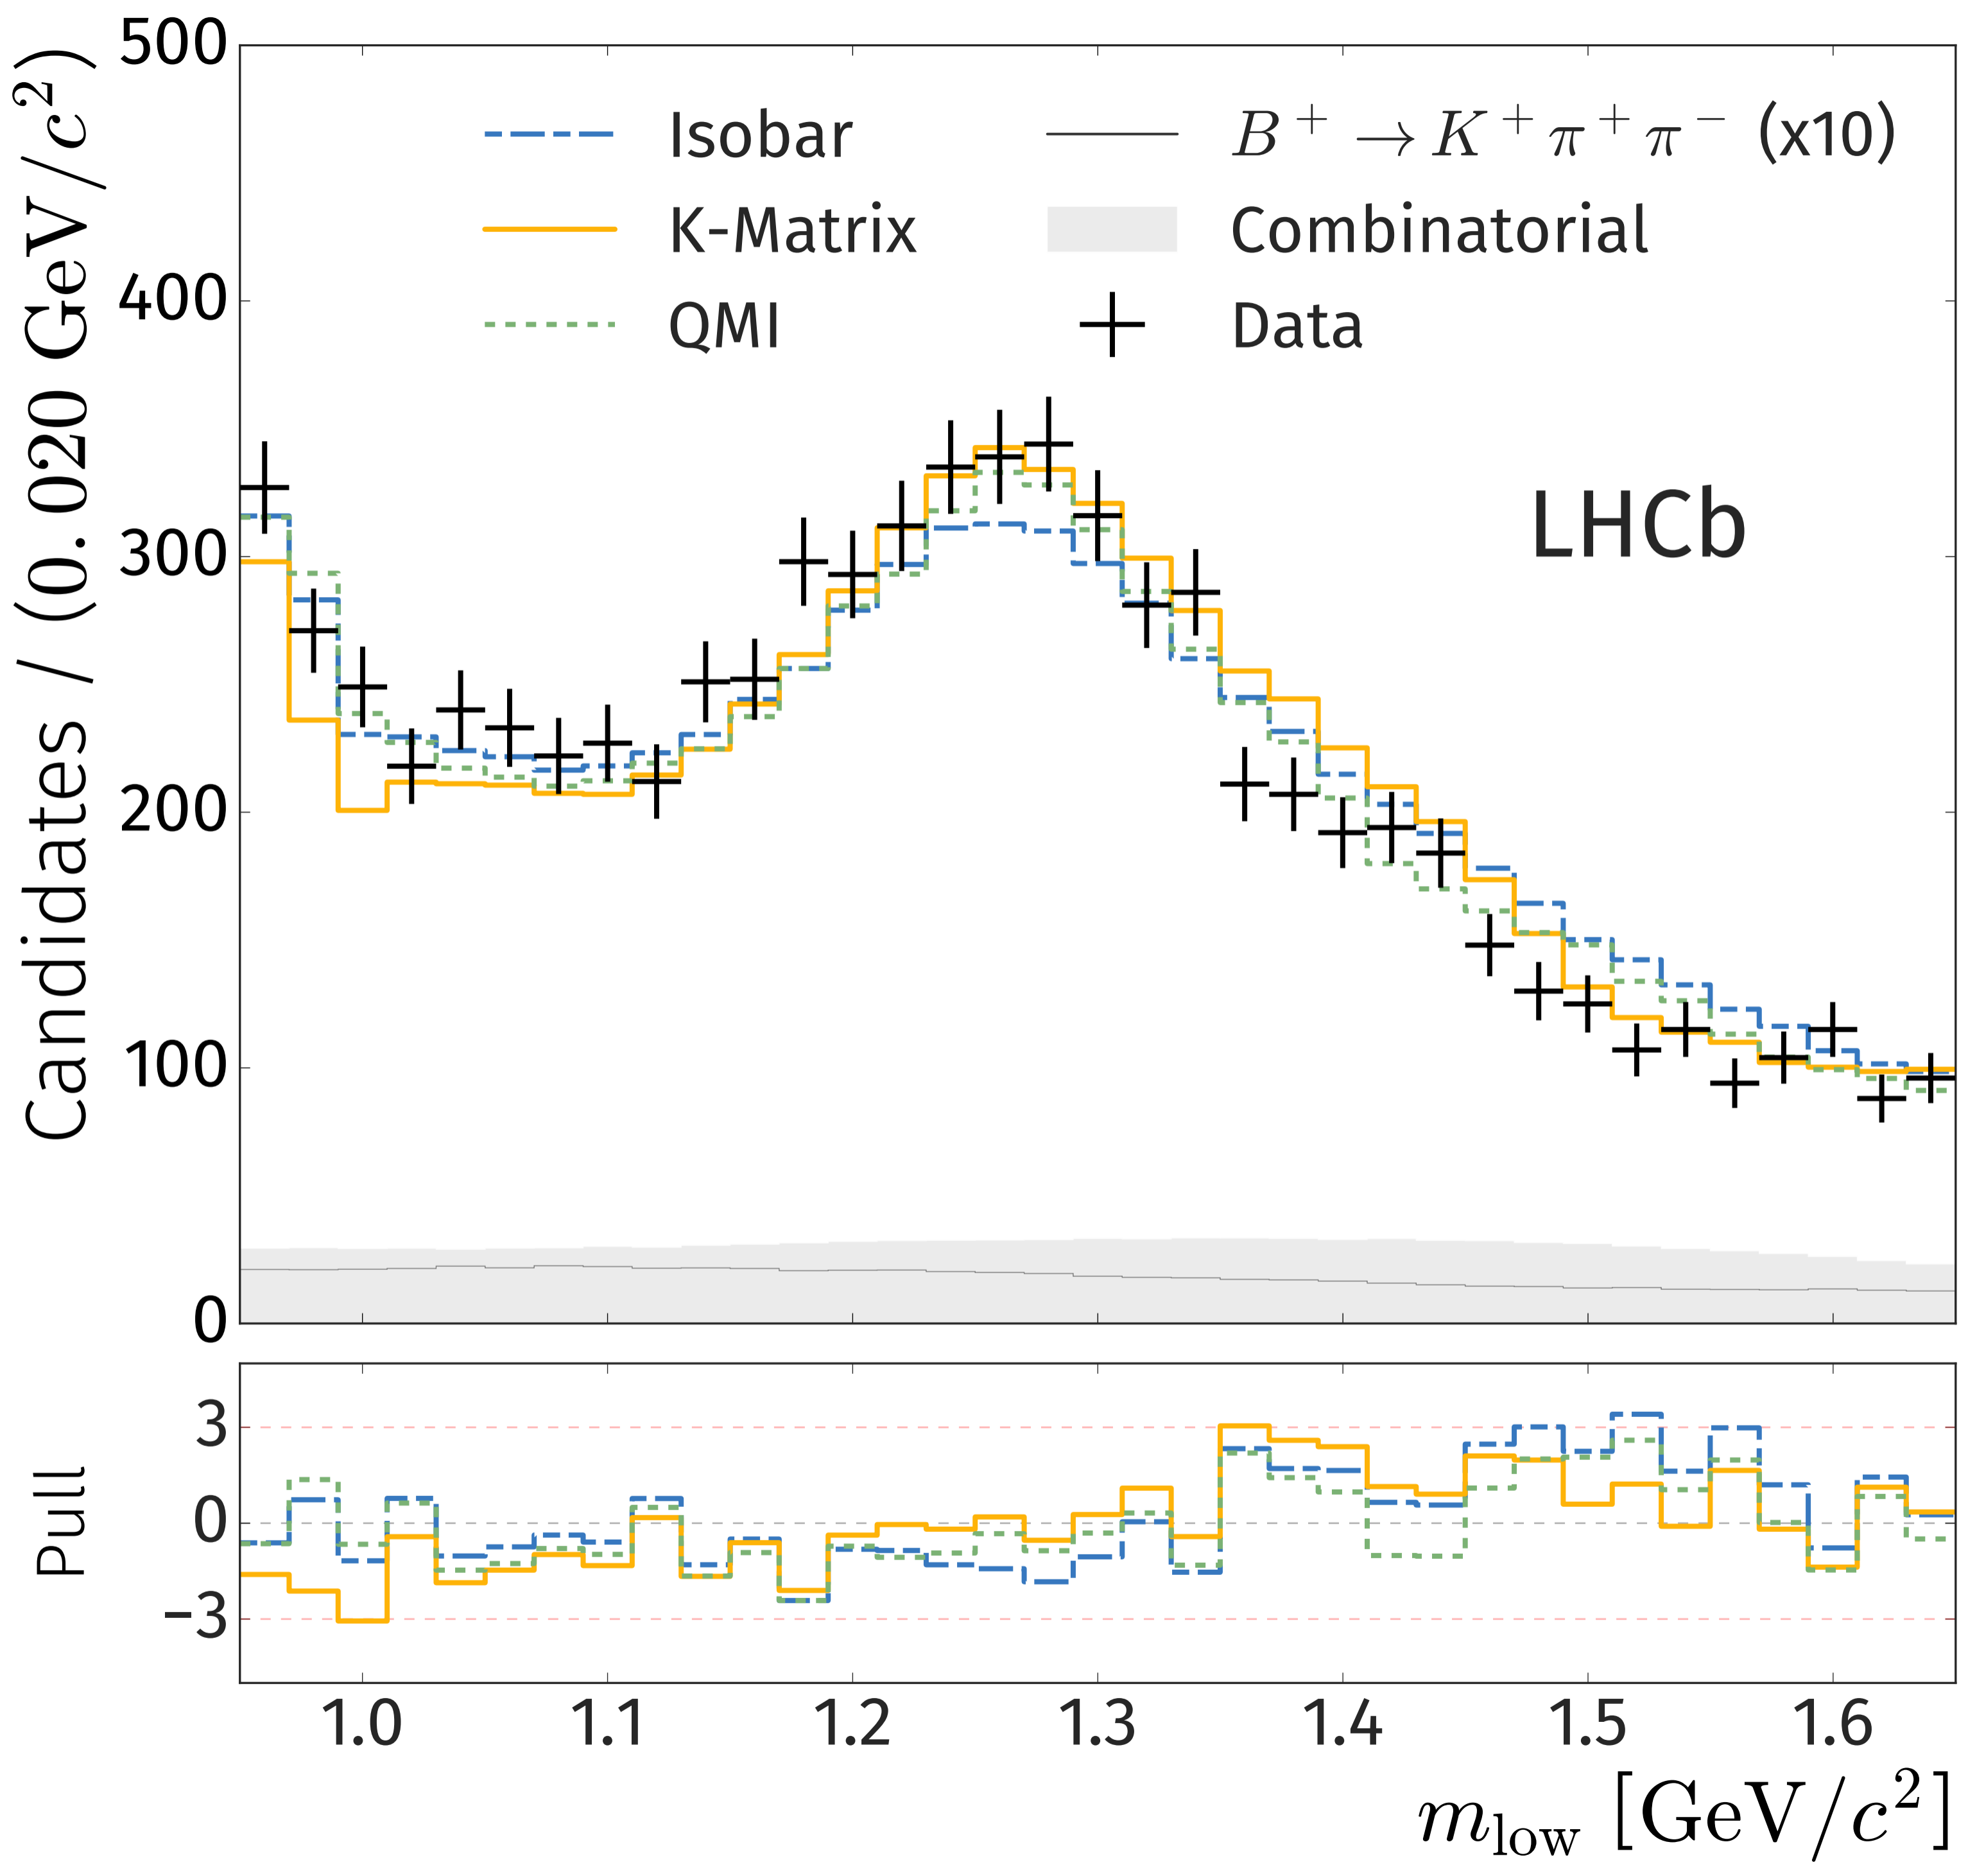 Candidates / (0.020 GeV/c²)
500
400
300
200
100
0
Isobar
K-Matrix
QMI
B⁺ → K⁺π⁺π⁻ (x10)
Combinatorial
Data
LHCb
Pull
3
0
-3
1.0 1.1 1.2 1.3 1.4 1.5 1.6
m_low [GeV/c²]